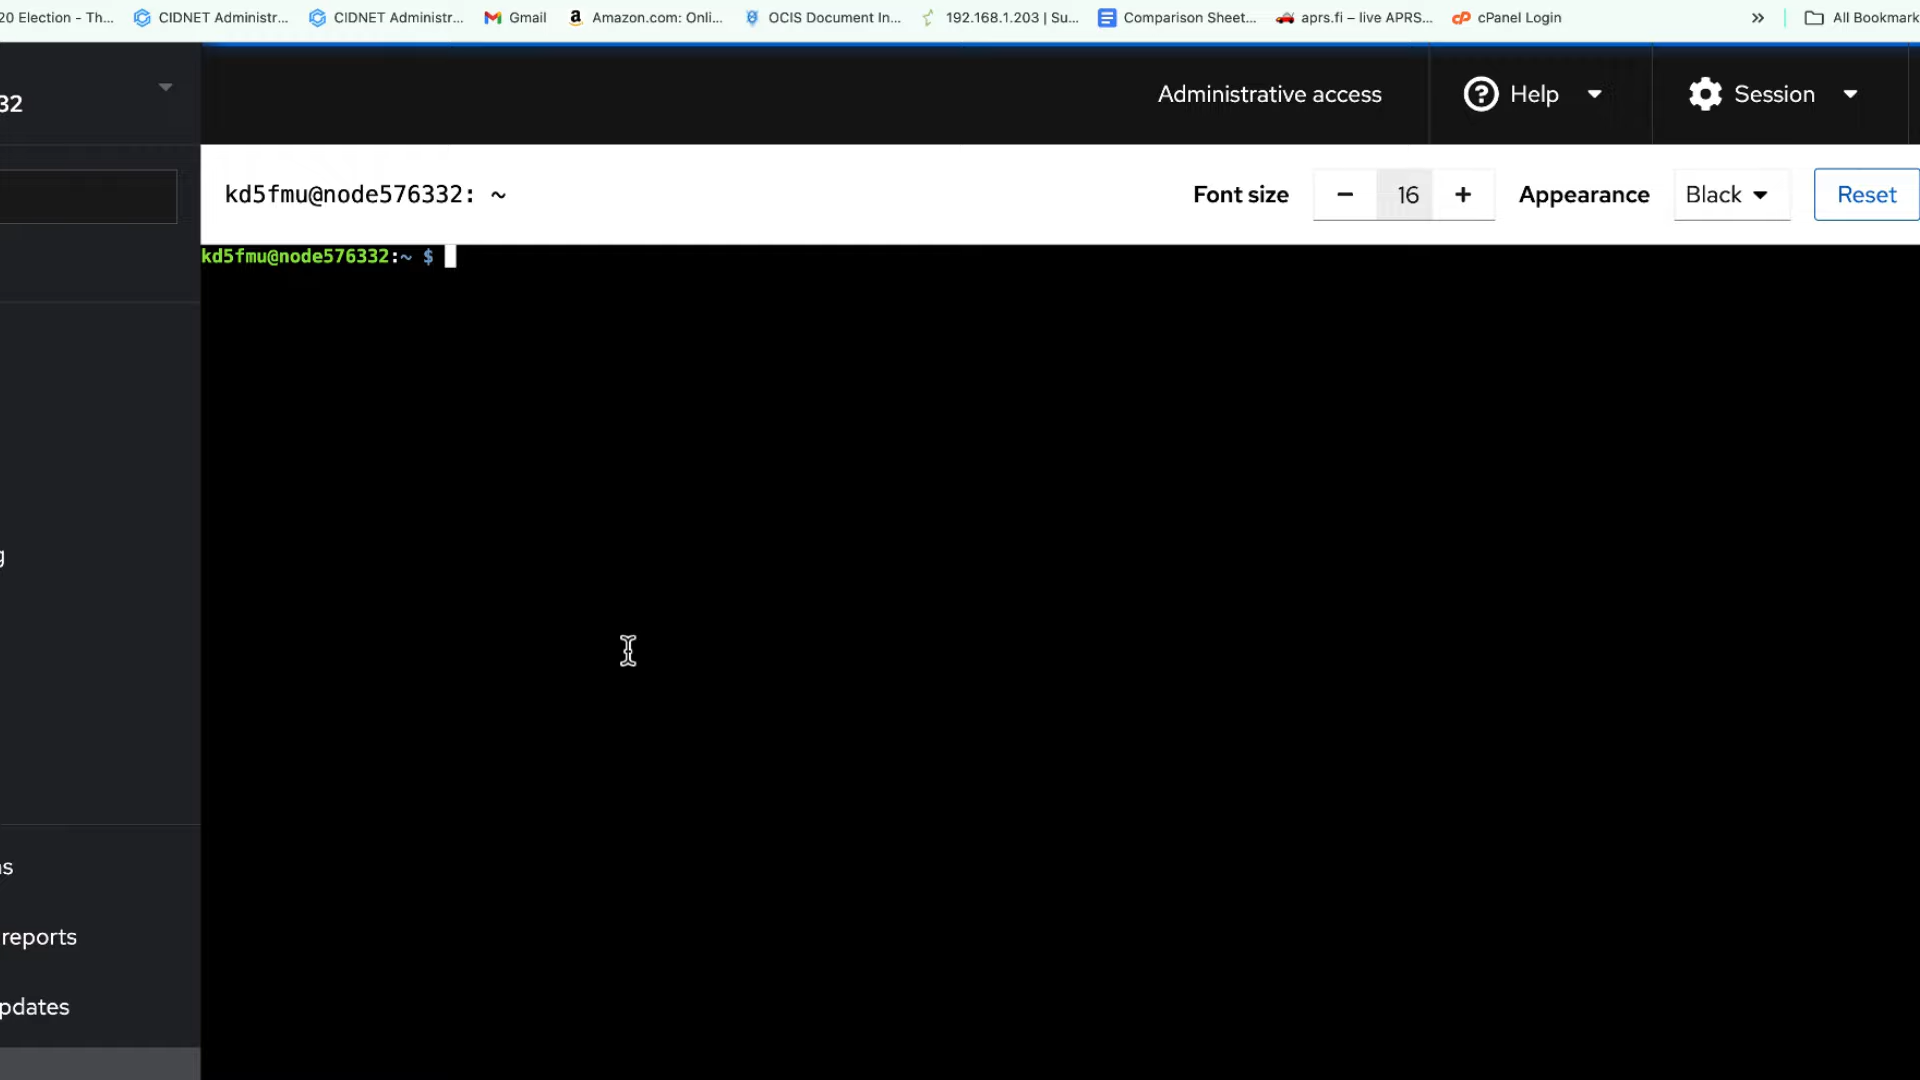 20 Election - Th... CIDNET Administr... CIDNET Administr... Gmail Amazon.com: Onli... OCIS Document In... 192.168.1.203 | Su... Comparison Sheet... aprs.fi – live APRS... cPanel Login » All Bookmark
32 Administrative access Help Session
kd5fmu@node576332: ~ Font size − 16 + Appearance Black Reset
kd5fmu@node576332:~ $
g
ns
reports
pdates